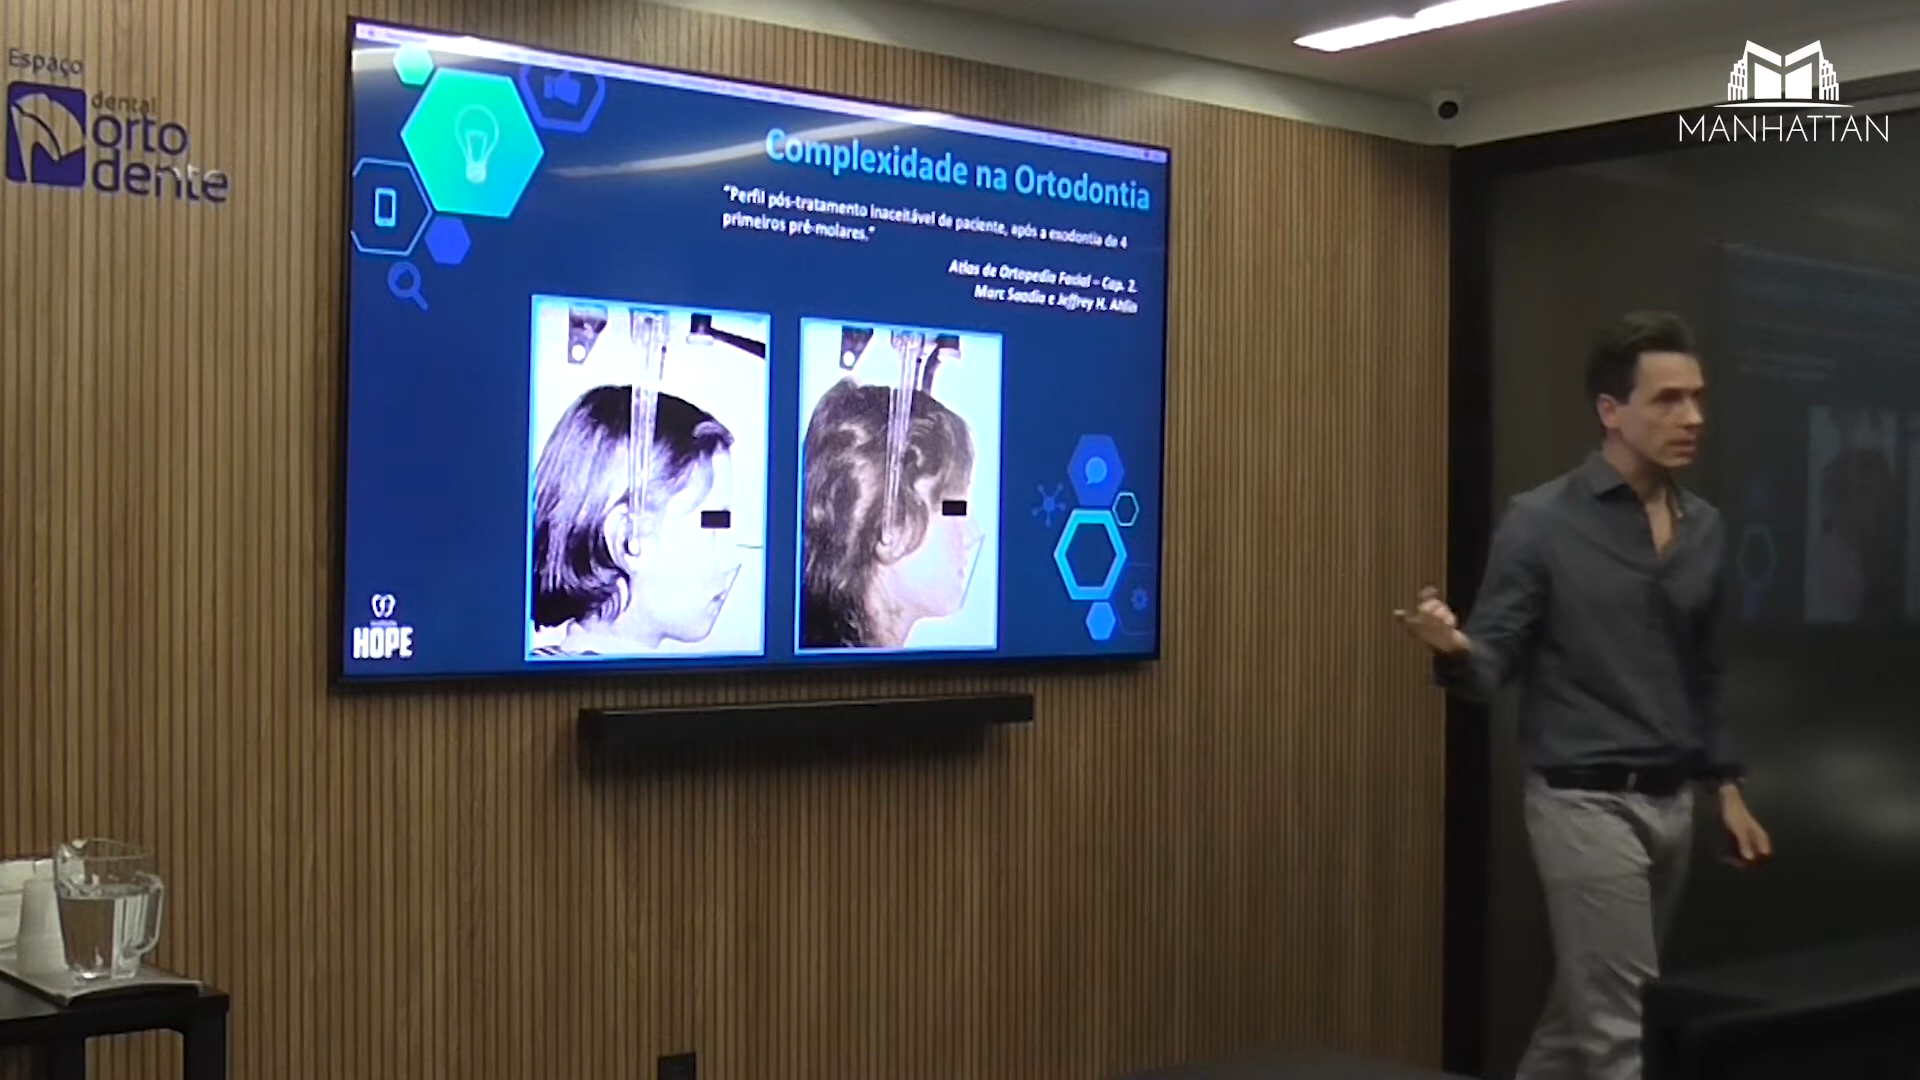 Espaço
dental
orto
dente
Complexidade na Ortodontia
“Perfil pós-tratamento inaceitável de paciente, após a exodontia de 4
primeiros pré-molares.”
Atlas de Ortopedia Facial – Cap. 2.
Marc Saadia e Jeffrey H. Ahlin
HOPE
MANHATTAN